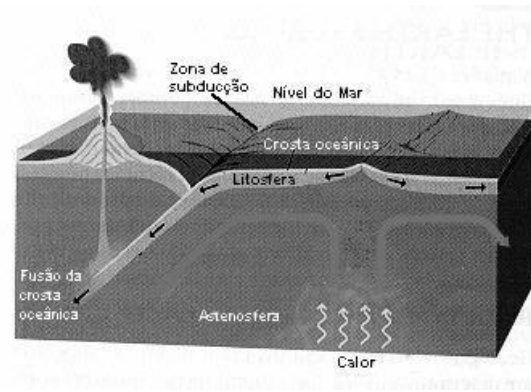 Zona de
subducção
Nível do Mar
Crosta oceânica
Litosfera
Fusão da
crosta
oceânica
Astenosfera
Calor